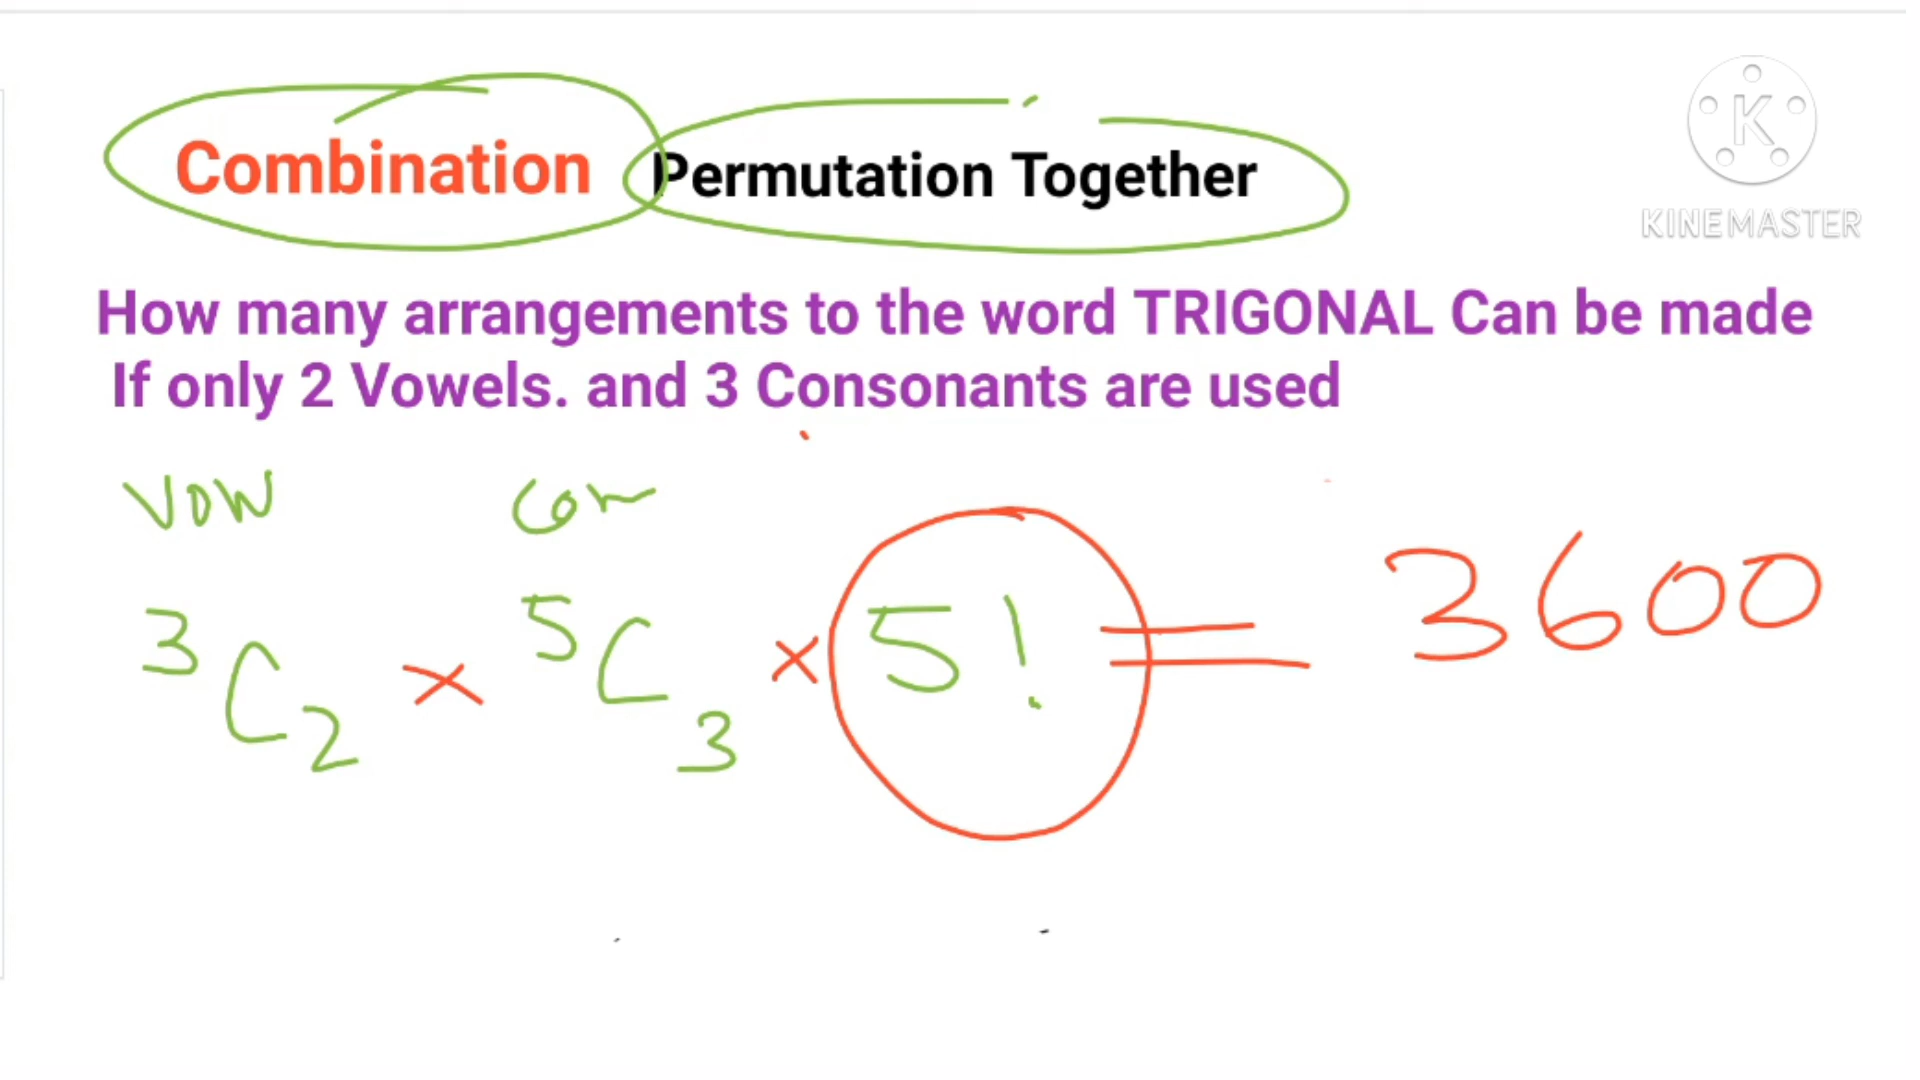 Combination Permutation Together
K
KINEMASTER
How many arrangements to the word TRIGONAL Can be made
If only 2 Vowels. and 3 Consonants are used
vow con
3C2 × 5C3 × 5! = 3600